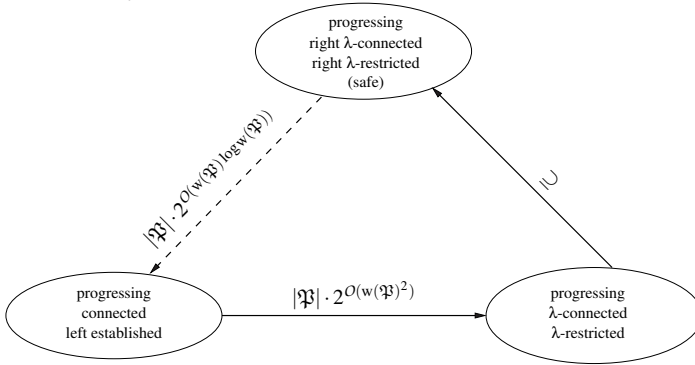 progressing
right λ-connected
right λ-restricted
(safe)
|𝔓| · 2^{O(w(𝔓) log w(𝔓))}
⊆
progressing
connected
left established
|𝔓| · 2^{O(w(𝔓)^2)}
progressing
λ-connected
λ-restricted